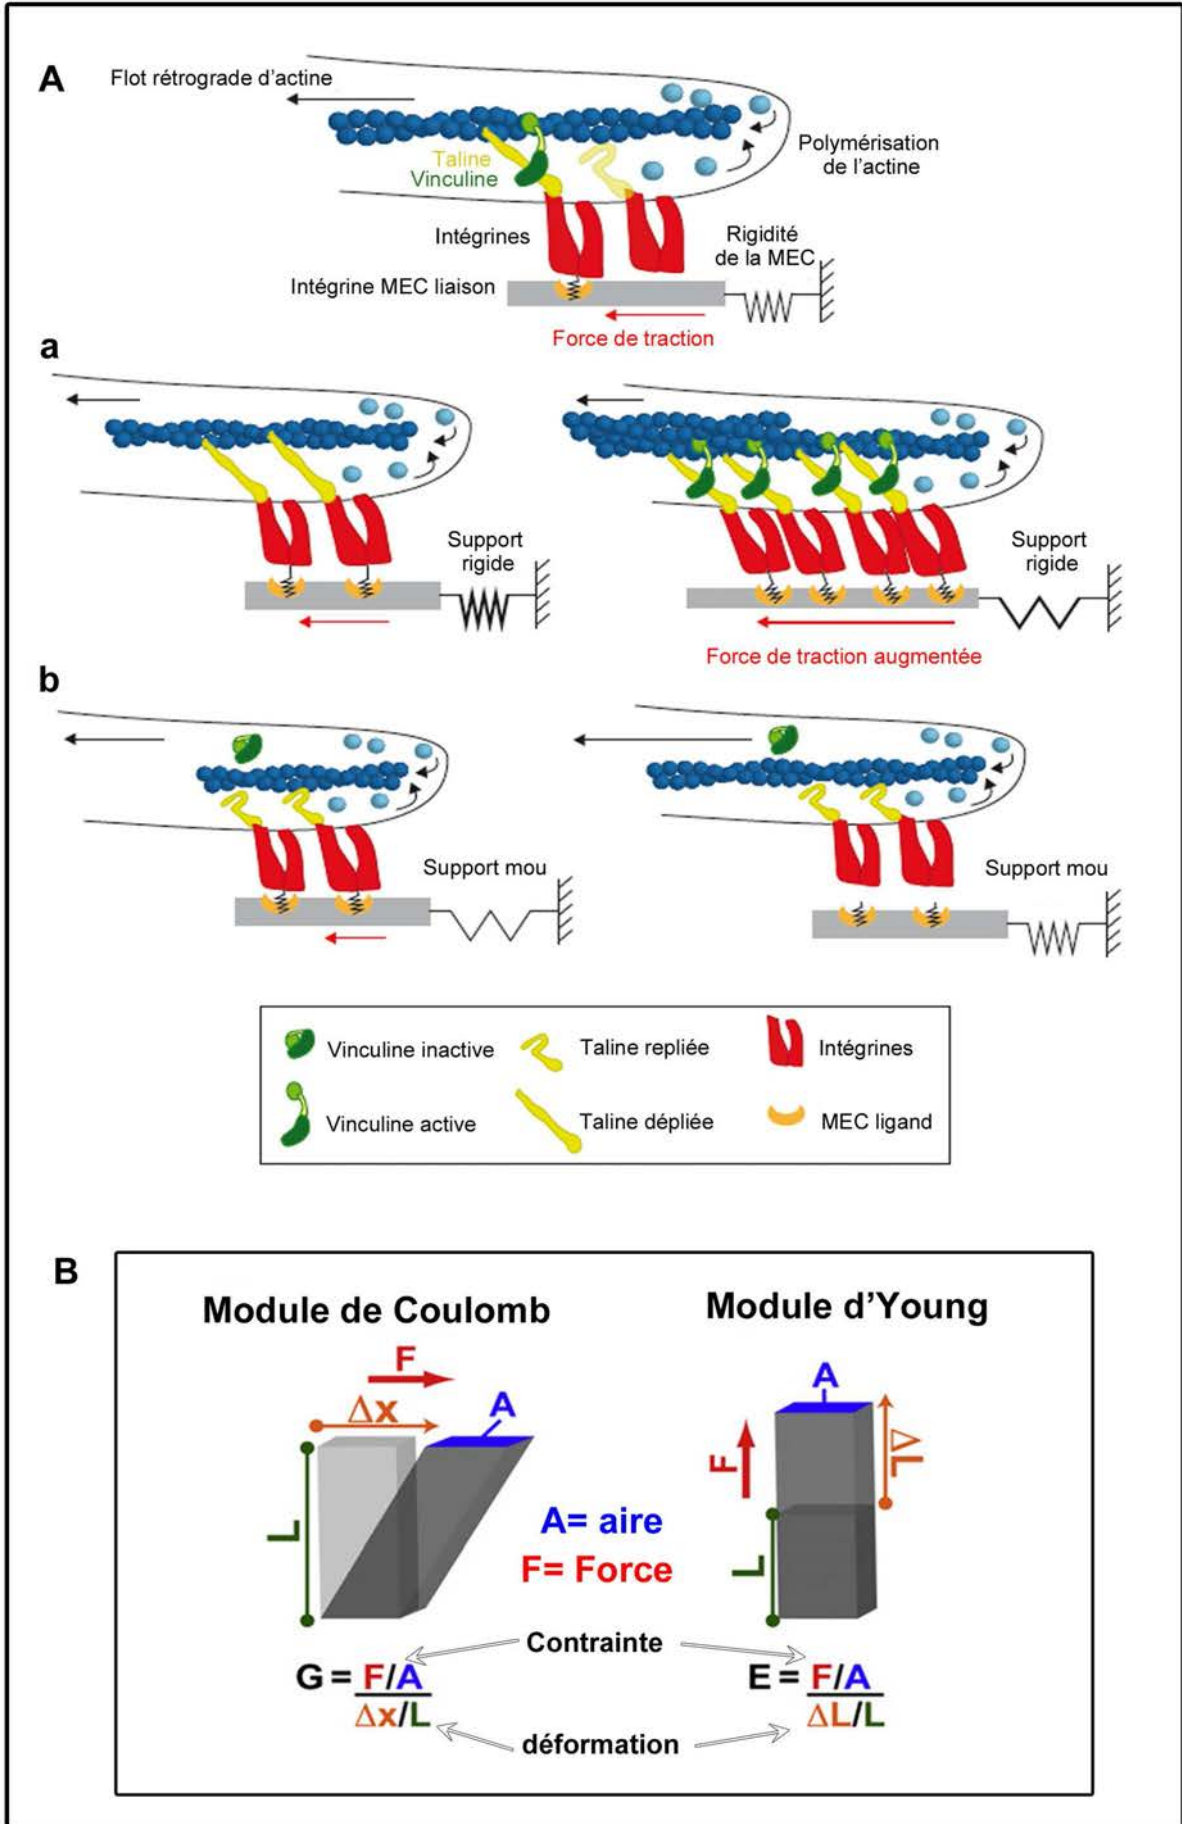 A
Flot rétrograde d'actine
Polymérisation
de l'actine
Taline
Vinculine
Intégrines
Rigidité
de la MEC
Intégrine MEC liaison
Force de traction
a
Support
rigide
Support
rigide
Force de traction augmentée
b
Support mou
Support mou
Vinculine inactive
Taline repliée
Intégrines
Vinculine active
Taline dépliée
MEC ligand
B
Module de Coulomb
Module d'Young
F
Δx
A
L
A
F
ΔL
L
A= aire
F= Force
Contrainte
G = F/A
Δx/L
E = F/A
ΔL/L
déformation